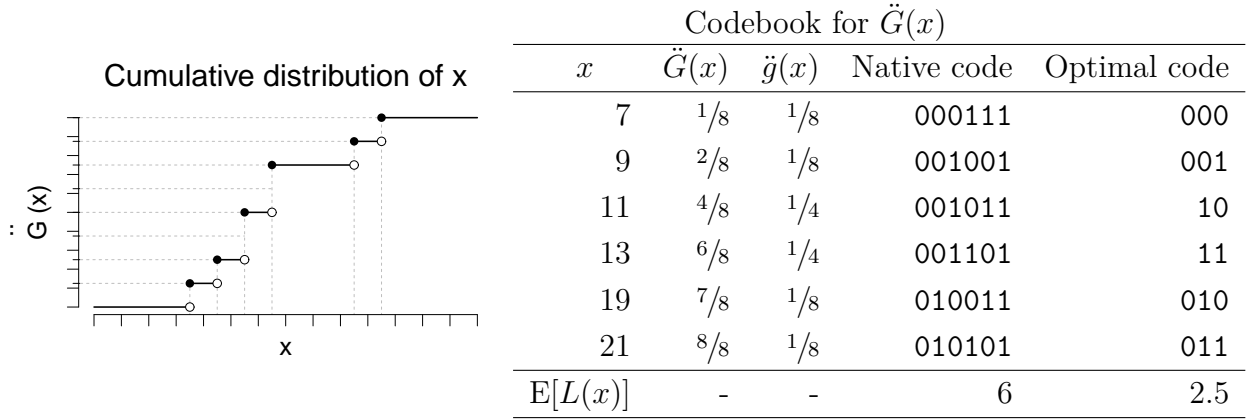 Cumulative distribution of x
G̈ (x)
x
Codebook for G̈(x)
x G̈(x) g̈(x) Native code Optimal code
7 1/8 1/8 000111 000
9 2/8 1/8 001001 001
11 4/8 1/4 001011 10
13 6/8 1/4 001101 11
19 7/8 1/8 010011 010
21 8/8 1/8 010101 011
E[L(x)] - - 6 2.5